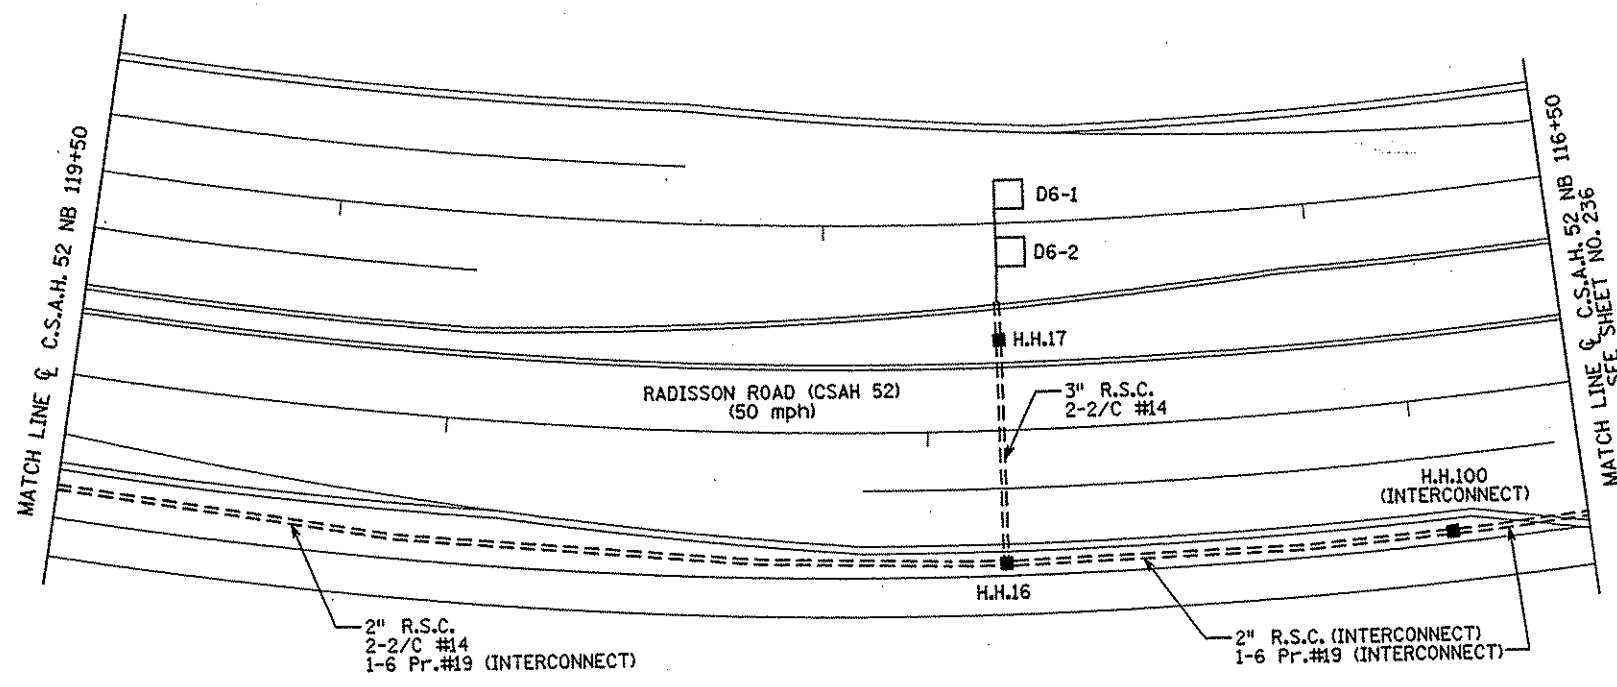 MATCH LINE ℄ C.S.A.H. 52 NB 119+50
D6-1
D6-2
H.H.17
RADISSON ROAD (CSAH 52)
(50 mph)
3" R.S.C.
2-2/C #14
H.H.100
(INTERCONNECT)
H.H.16
2" R.S.C.
2-2/C #14
1-6 Pr.#19 (INTERCONNECT)
2" R.S.C. (INTERCONNECT)
1-6 Pr.#19 (INTERCONNECT)
MATCH LINE ℄ C.S.A.H. 52 NB 116+50
SEE SHEET NO. 236